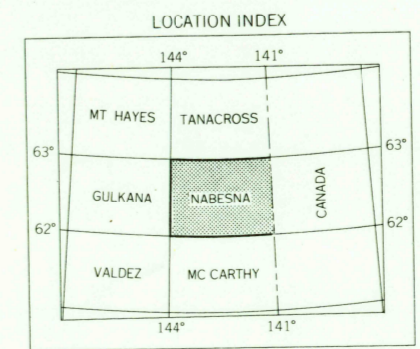 LOCATION INDEX
144° 141°
MT HAYES TANACROSS
63° 63°
GULKANA NABESNA CANADA
62° 62°
VALDEZ MC CARTHY
144° 141°